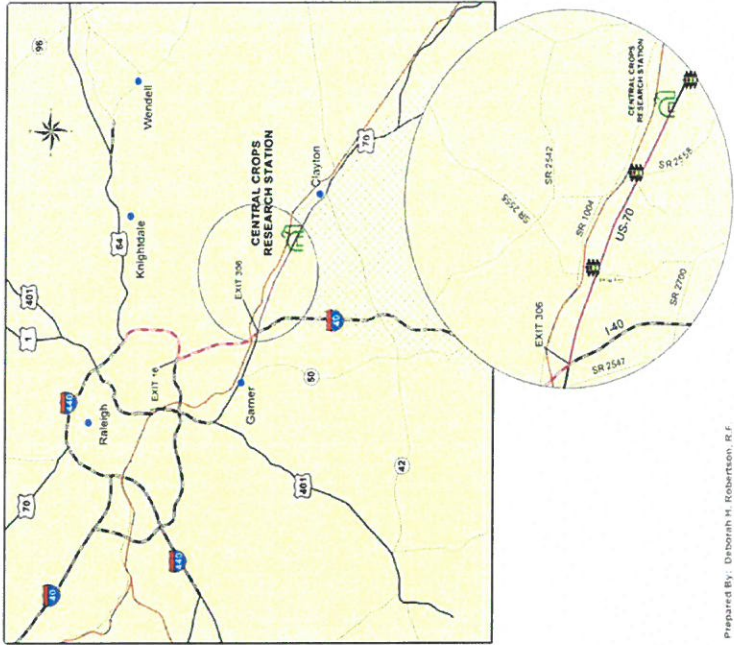 96
Wendell
64
Knightdale
401
1
440
Raleigh
70
40
440
EXIT 16
EXIT 306
CENTRAL CROPS
RESEARCH STATION
Clayton
70
40
Garner
50
401
42
CENTRAL CROPS
RESEARCH STATION
SR 2542
SR 2555
SR 1004
SR 2458
US-70
EXIT 306
SR 2700
I-40
SR 2547
Prepared By: Deborah H. Robertson, R.F